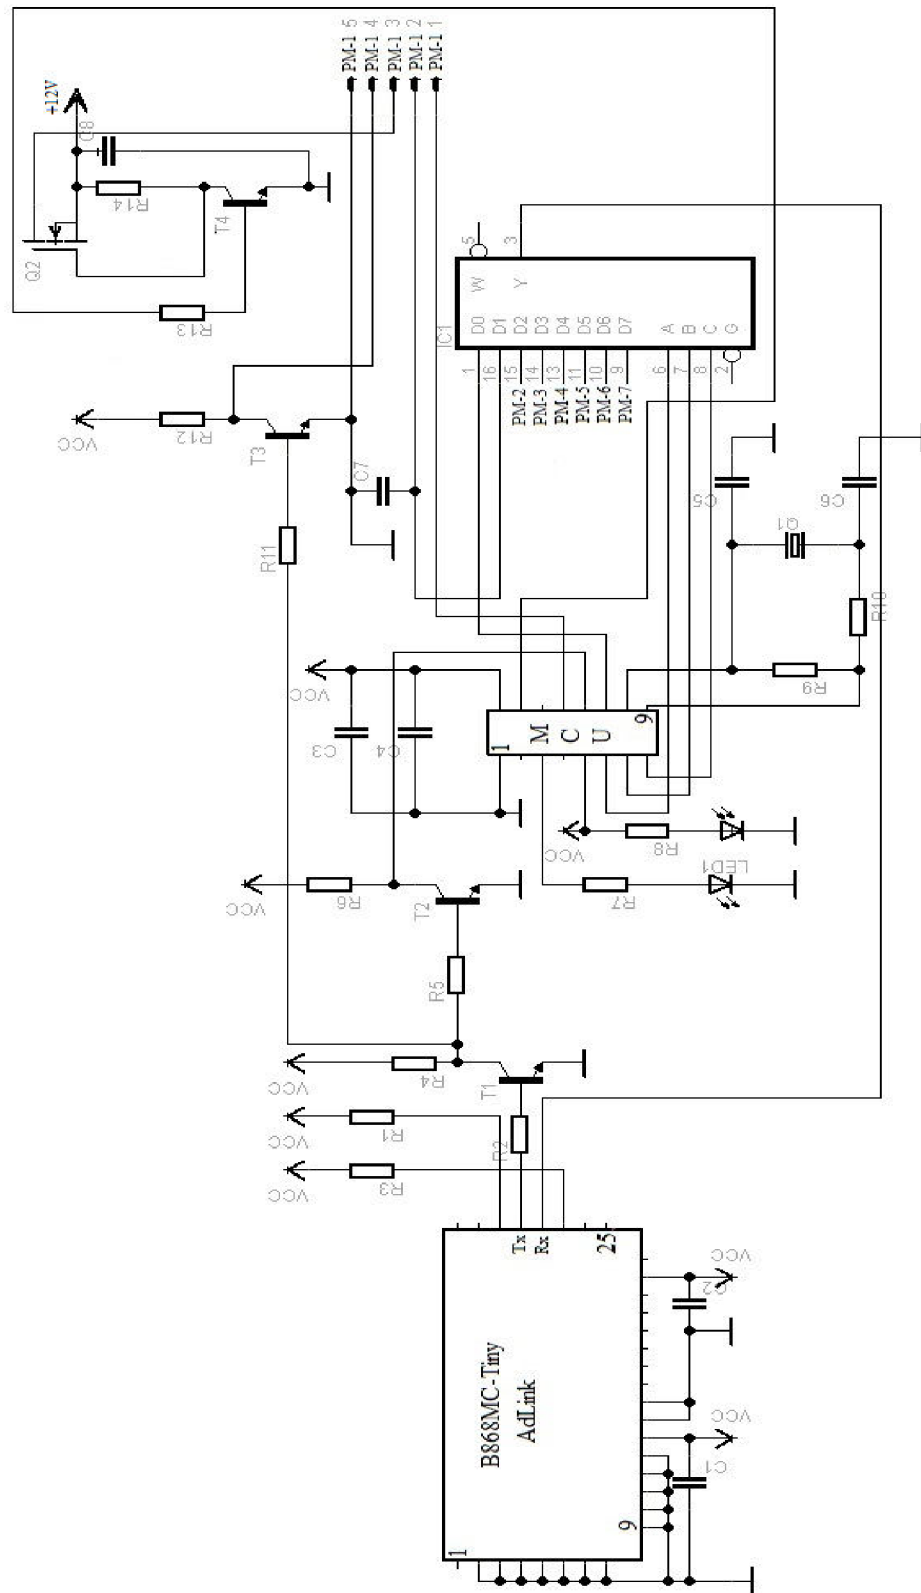 PM-1 5
PM-1 4
PM-1 3
PM-1 2
PM-1 1
+12V
C8
R14
T4
Q2
R13
VCC
R12
T3
C7
R11
5
3
W
Y
IC1
D0
D1
D2
D3
D4
D5
D6
D7
A
B
C
G
1
16
15
14
13
11
10
9
6
7
8
2
PM-2
PM-3
PM-4
PM-5
PM-6
PM-7
C5
C6
Q1
R10
R9
VCC
C3
C4
1
M
C
U
9
VCC
R8
LED1
R7
VCC
R6
T2
R5
VCC
R4
T1
VCC
R1
R2
VCC
R3
Tx
Rx
25
B868MC-Tiny
AdLink
1
9
VCC
C2
VCC
C1